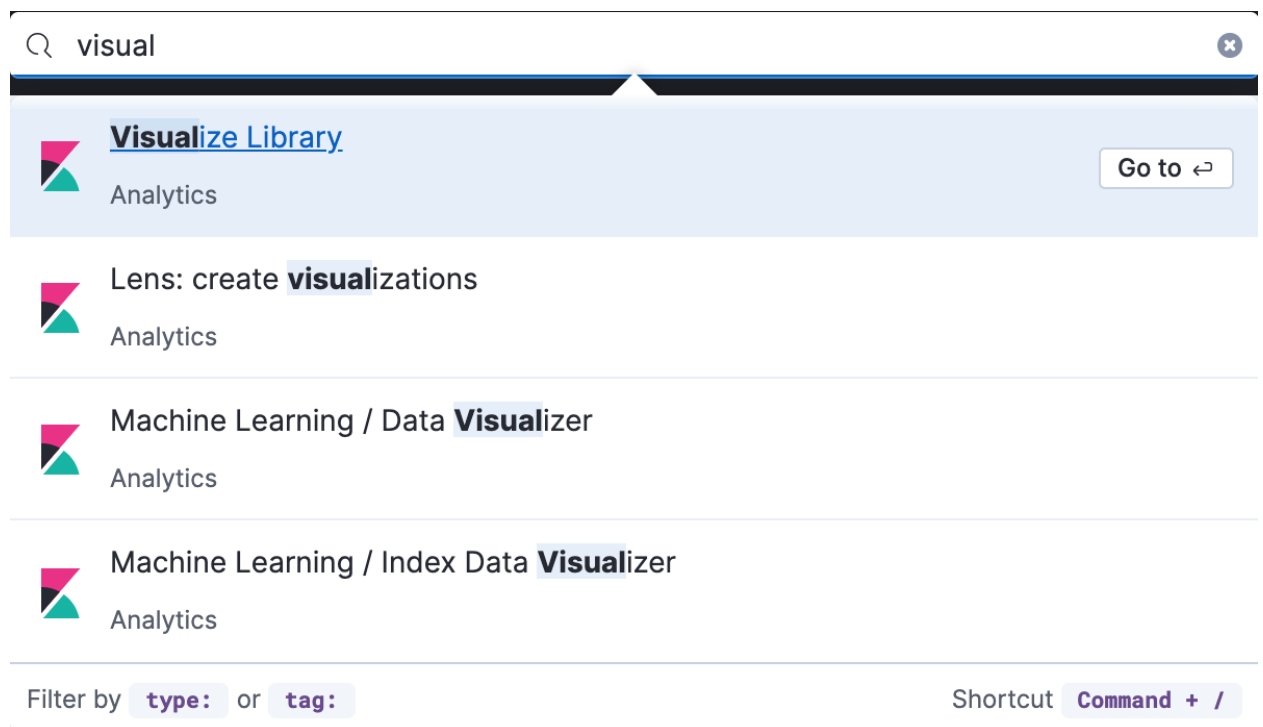 visual
Visualize Library
Analytics
Go to
Lens: create visualizations
Analytics
Machine Learning / Data Visualizer
Analytics
Machine Learning / Index Data Visualizer
Analytics
Filter by type: or tag:
Shortcut Command + /